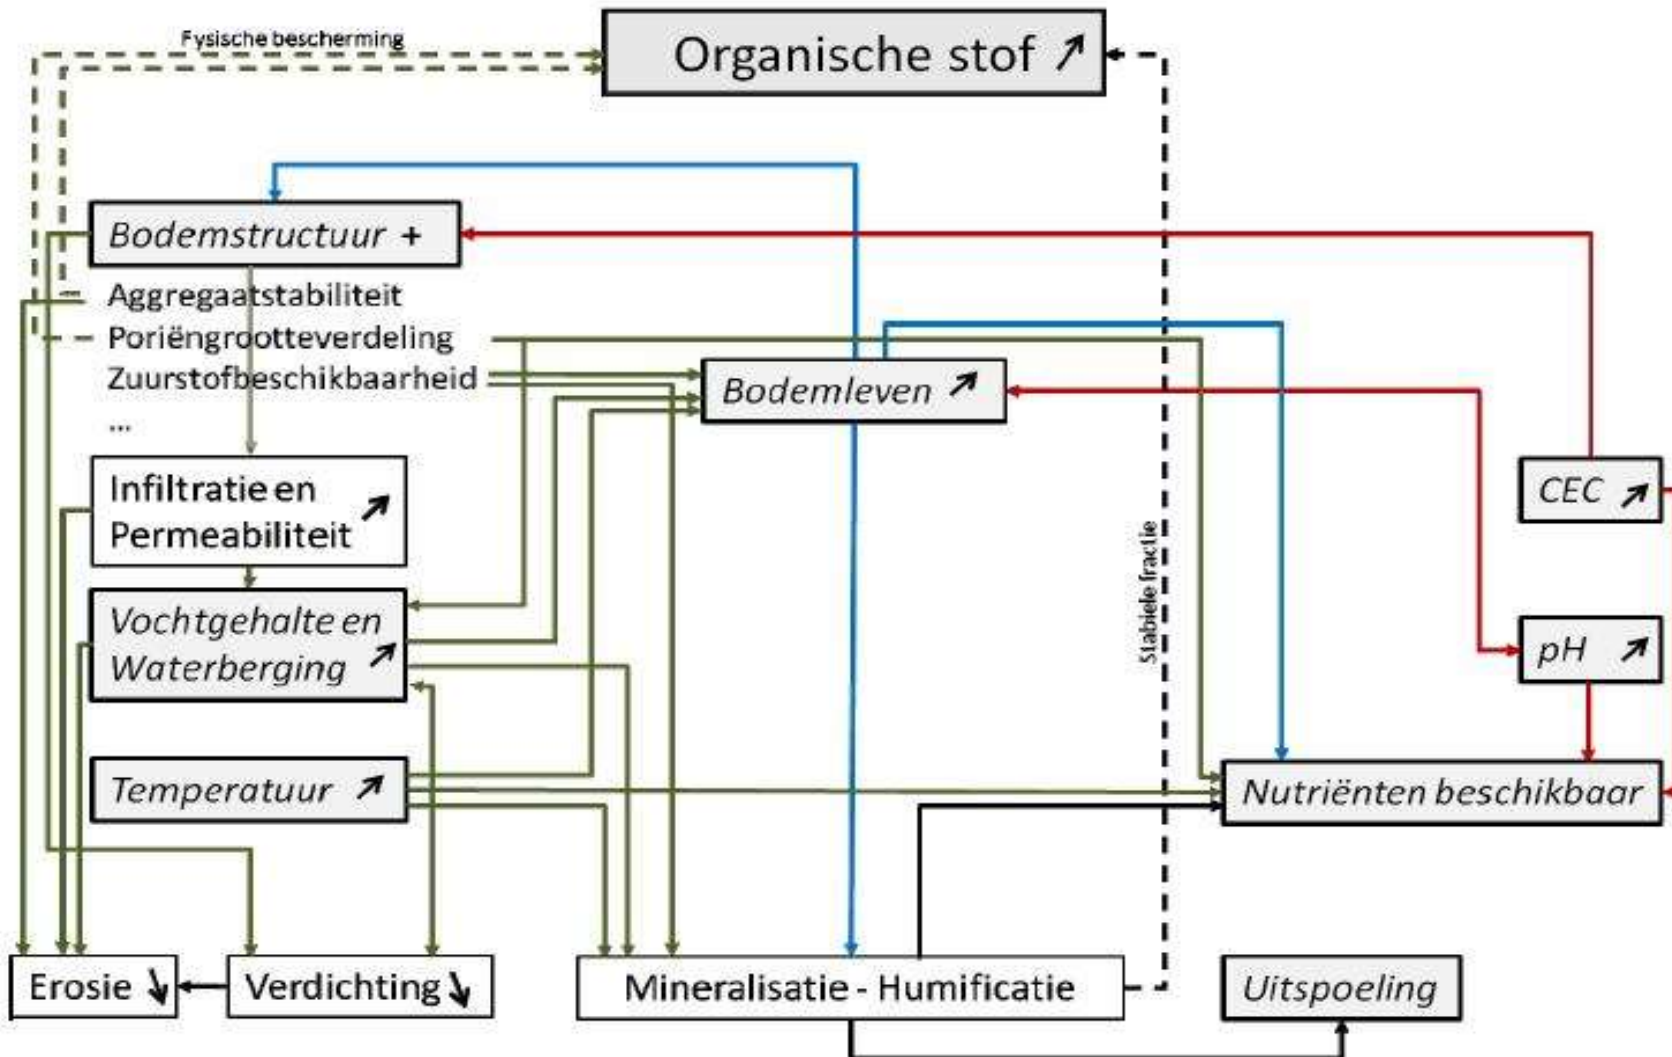 Fysische bescherming
Organische stof
Bodemstructuur +
Aggregaatstabiliteit
Poriëngrootteverdeling
Zuurstofbeschikbaarheid
...
Bodemleven
Infiltratie en
Permeabiliteit
CEC
Stabiele fractie
Vochtgehalte en
Waterberging
pH
Temperatuur
Nutriënten beschikbaar
Erosie
Verdichting
Mineralisatie - Humificatie
Uitspoeling